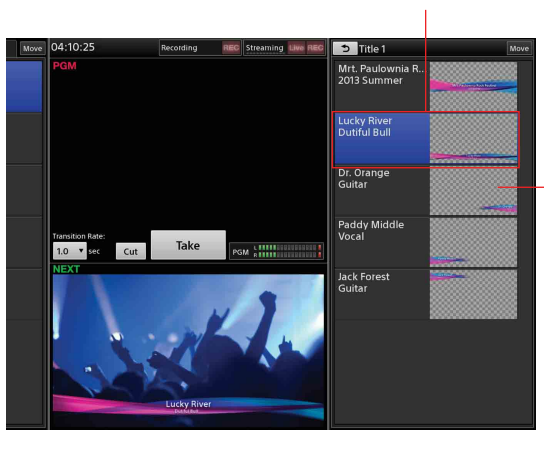 Move
04:10:25
Recording
REC
Streaming
Live
REC
Title 1
Move
PGM
Mrt. Paulownia R..
2013 Summer
Lucky River
Dutiful Bull
Dr. Orange
Guitar
Paddy Middle
Vocal
Jack Forest
Guitar
Transition Rate:
1.0
sec
Cut
Take
PGM
L
R
NEXT
Lucky River
Dutiful Bull